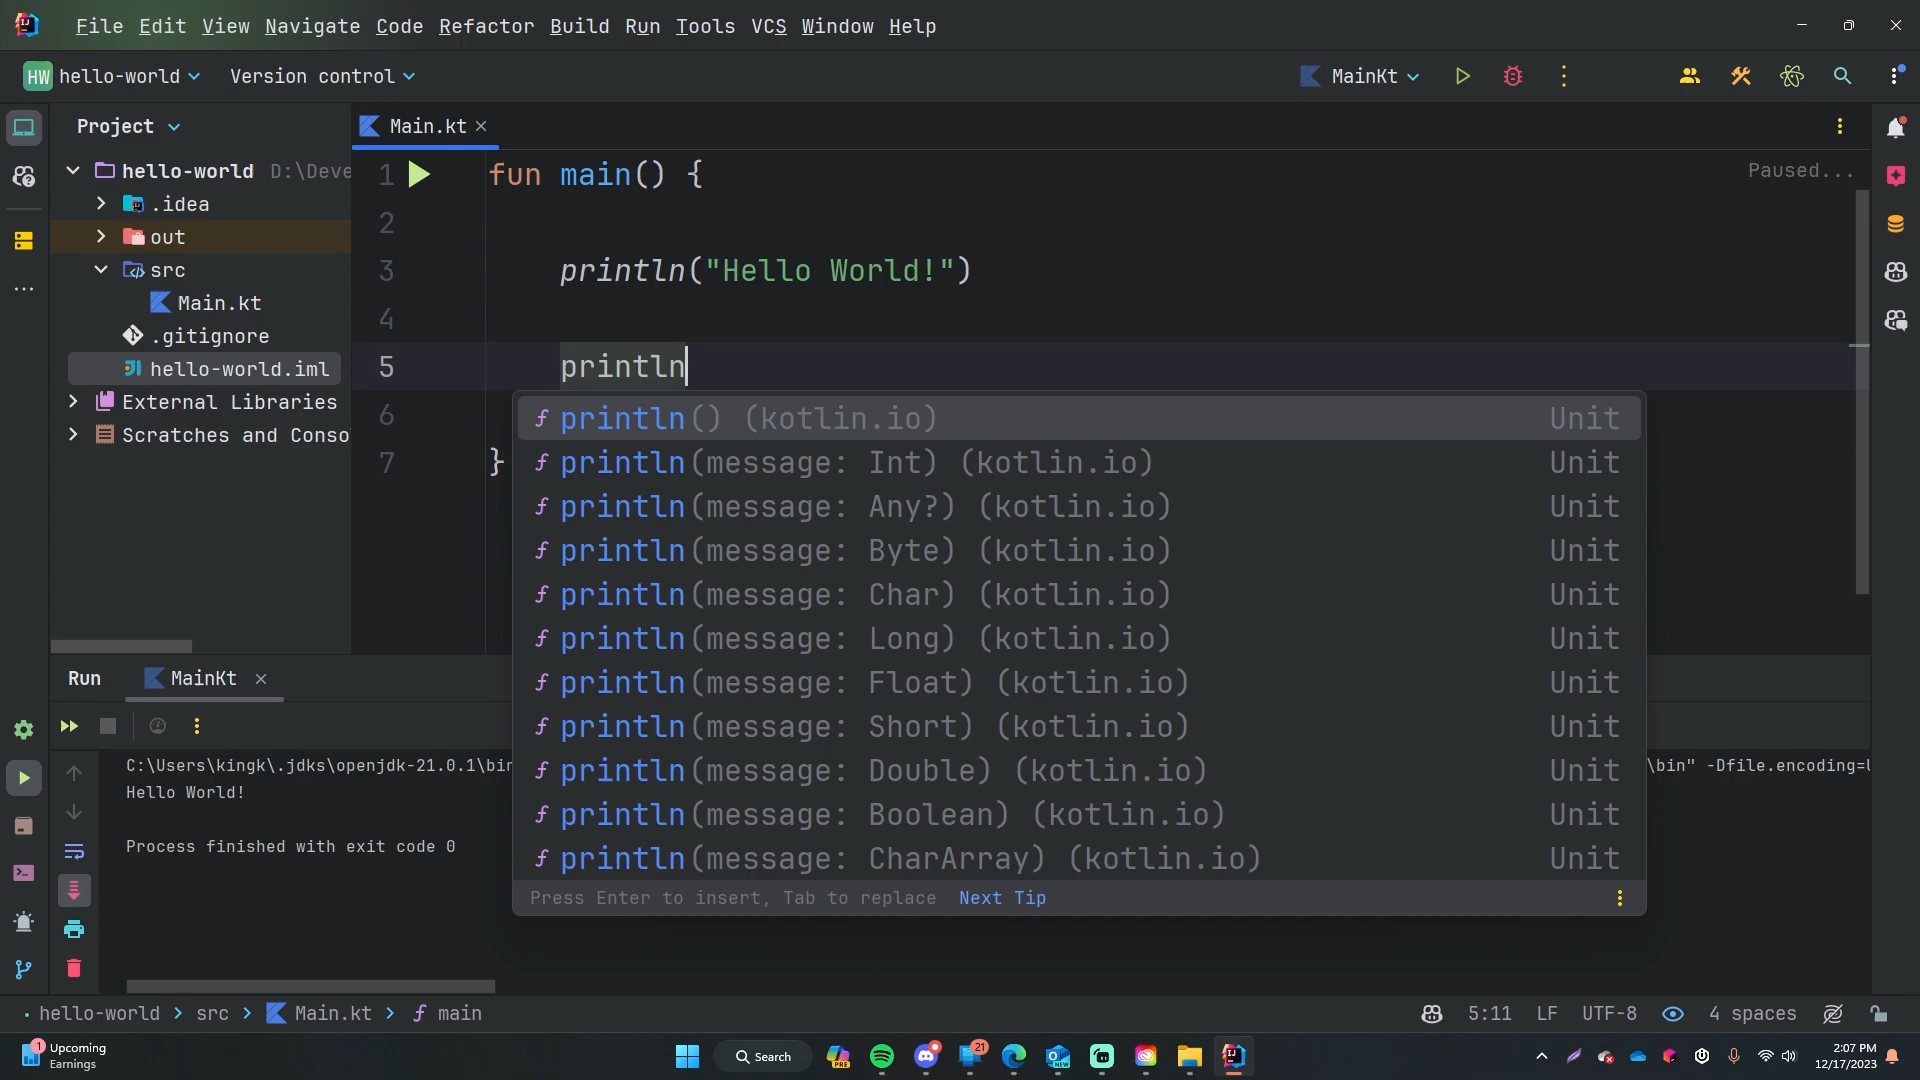 File Edit View Navigate Code Refactor Build Run Tools VCS Window Help
HW hello-world Version control MainKt
Project
Main.kt
hello-world D:\Deve
.idea
out
src
Main.kt
.gitignore
hello-world.iml
External Libraries
Scratches and Conso
Paused...
1 fun main() {
2
3 println("Hello World!")
4
5 println
6
7 }
println() (kotlin.io) Unit
println(message: Int) (kotlin.io) Unit
println(message: Any?) (kotlin.io) Unit
println(message: Byte) (kotlin.io) Unit
println(message: Char) (kotlin.io) Unit
println(message: Long) (kotlin.io) Unit
println(message: Float) (kotlin.io) Unit
println(message: Short) (kotlin.io) Unit
println(message: Double) (kotlin.io) Unit
println(message: Boolean) (kotlin.io) Unit
println(message: CharArray) (kotlin.io) Unit
Press Enter to insert, Tab to replace Next Tip
Run MainKt
C:\Users\kingk\.jdks\openjdk-21.0.1\bin \bin" -Dfile.encoding=U
Hello World!
Process finished with exit code 0
hello-world src Main.kt main
5:11 LF UTF-8 4 spaces
1 Upcoming
Earnings
Search
PRE
21
NEW
2:07 PM
12/17/2023